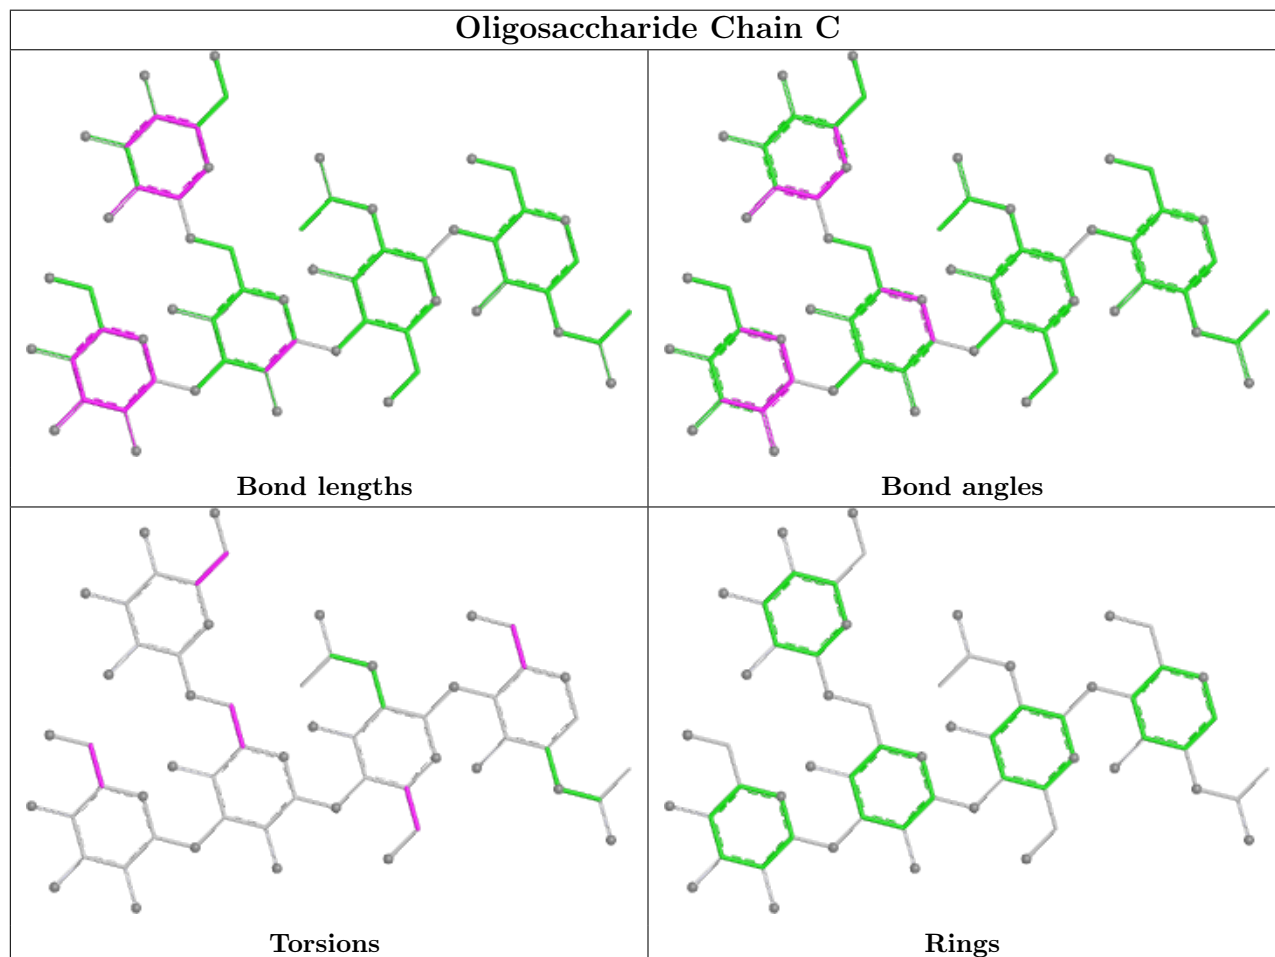 Oligosaccharide Chain C
Bond lengths
Bond angles
Torsions
Rings